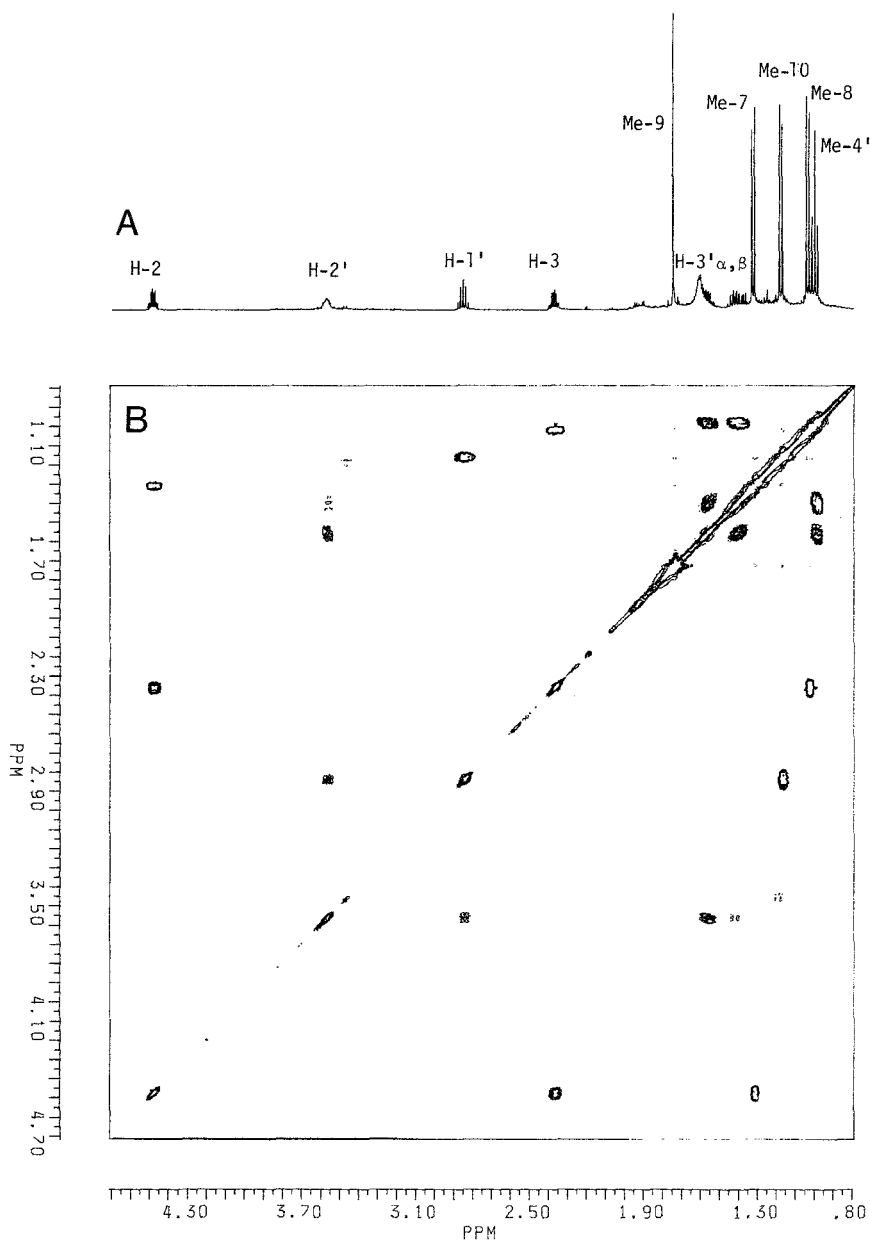 Me-10
Me-7
Me-8
Me-9
Me-4'
A
H-2
H-2'
H-1'
H-3
H-3'α,β
B
1.10
1.70
2.30
2.90
3.50
4.10
4.70
PPM
4.30
3.70
3.10
2.50
1.90
1.30
.80
PPM